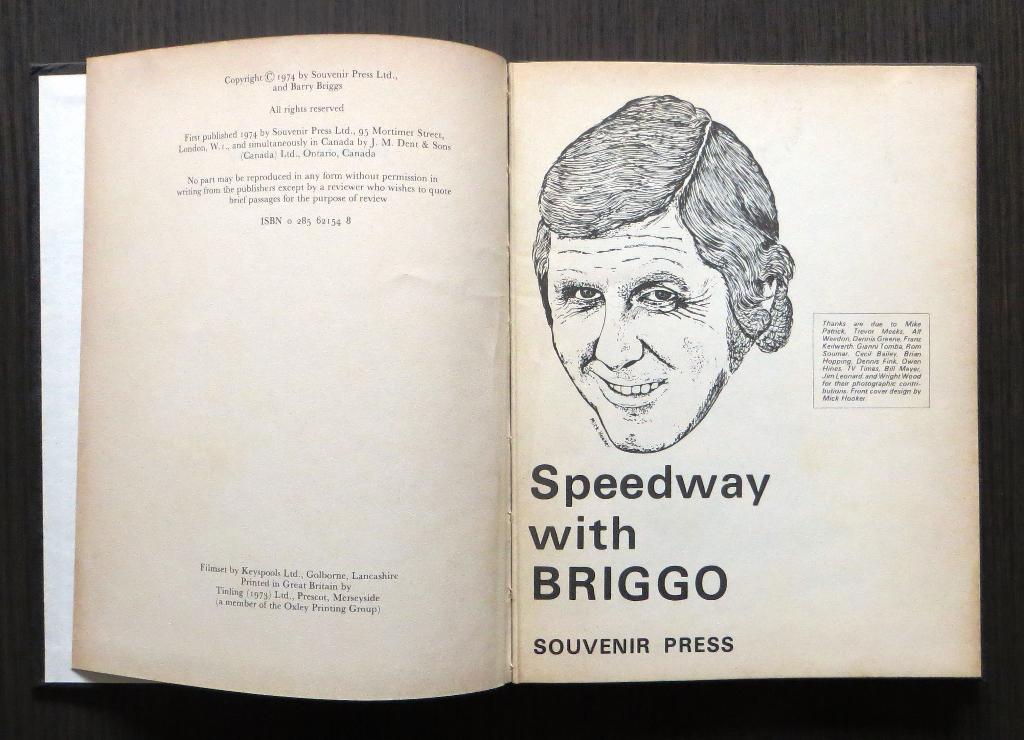 Copyright © 1974 by Souvenir Press Ltd.,
and Barry Briggs
All rights reserved
First published 1974 by Souvenir Press Ltd., 95 Mortimer Street,
London, W.1., and simultaneously in Canada by J. M. Dent & Sons
(Canada) Ltd., Ontario, Canada
No part may be reproduced in any form without permission in
writing from the publishers except by a reviewer who wishes to quote
brief passages for the purpose of review
ISBN 0 285 62154 8
Filmset by Keyspools Ltd., Golborne, Lancashire
Printed in Great Britain by
Tinling (1973) Ltd., Prescot, Merseyside
(a member of the Oxley Printing Group)
Mick Hooker
Thanks are due to Mike
Patrick, Trevor Meeks, Alf
Weedon, Dennis Greene, Franz
Keilwerth, Gianni Tomba, Rom
Soumar, Cecil Bailey, Brian
Hopping, Dennis Fink, Owen
Hines, TV Times, Bill Mayer,
Jim Leonard, and Wright Wood
for their photographic contri-
butions. Front cover design by
Mick Hooker
Speedway
with
BRIGGO
SOUVENIR PRESS